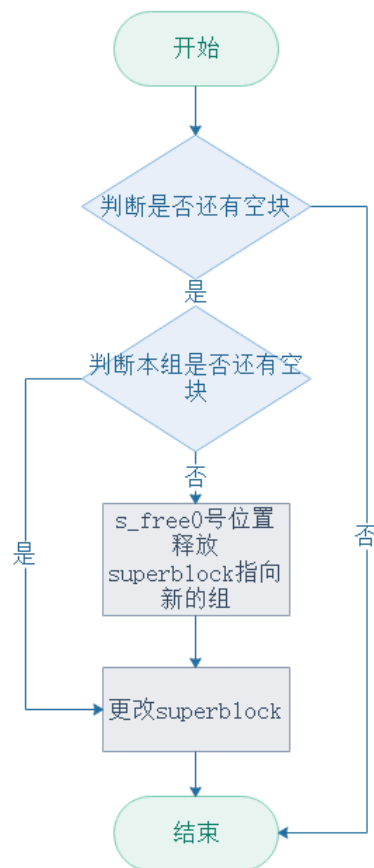 开始
判断是否还有空块
是
判断本组是否还有空
块
否
s_free0号位置
释放
superblock指向
新的组
是
否
更改superblock
结束